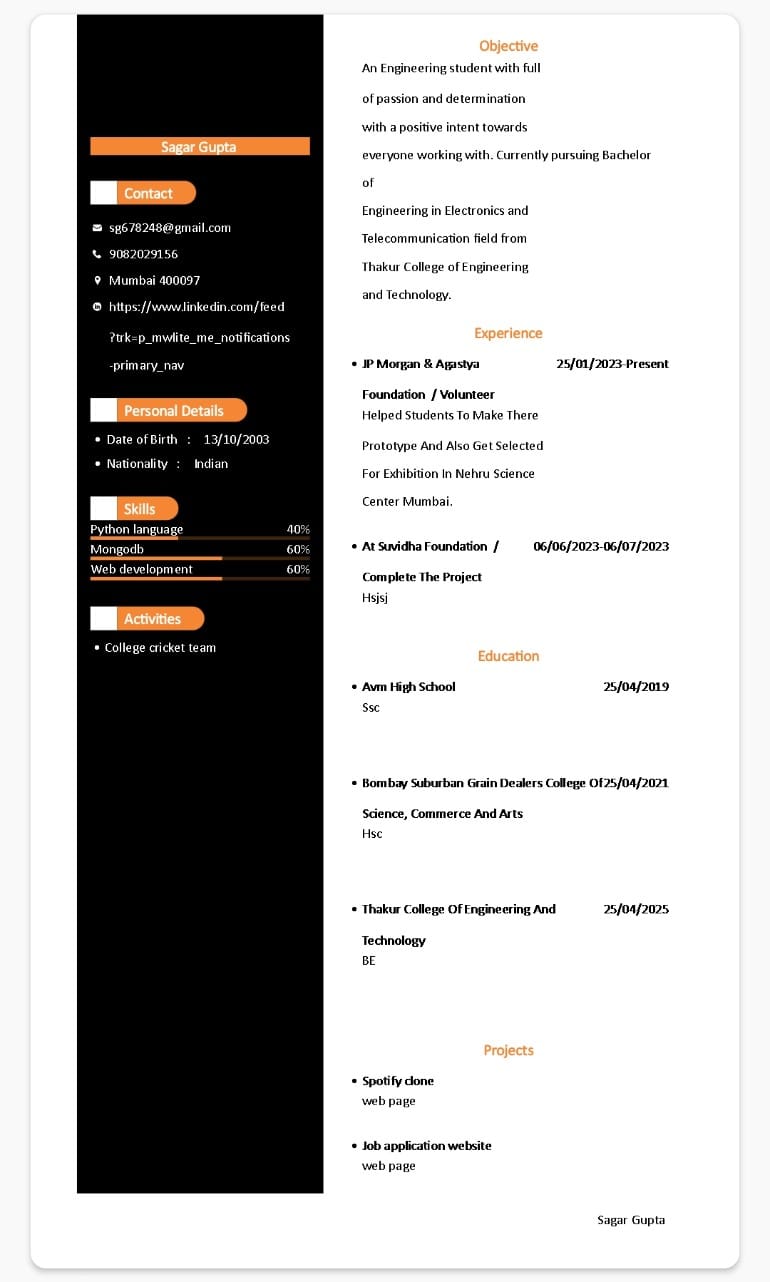 Sagar Gupta
Contact
sg678248@gmail.com
9082029156
Mumbai 400097
https://www.linkedin.com/feed
?trk=p_mwlite_me_notifications
-primary_nav
Personal Details
• Date of Birth : 13/10/2003
• Nationality : Indian
Skills
Python language 40%
Mongodb 60%
Web development 60%
Activities
• College cricket team
Objective
An Engineering student with full
of passion and determination
with a positive intent towards
everyone working with. Currently pursuing Bachelor
of
Engineering in Electronics and
Telecommunication field from
Thakur College of Engineering
and Technology.
Experience
• JP Morgan & Agastya 25/01/2023-Present
Foundation / Volunteer
Helped Students To Make There
Prototype And Also Get Selected
For Exhibition In Nehru Science
Center Mumbai.
• At Suvidha Foundation / 06/06/2023-06/07/2023
Complete The Project
Hsjsj
Education
• Avm High School 25/04/2019
Ssc
• Bombay Suburban Grain Dealers College Of 25/04/2021
Science, Commerce And Arts
Hsc
• Thakur College Of Engineering And 25/04/2025
Technology
BE
Projects
• Spotify clone
web page
• Job application website
web page
Sagar Gupta